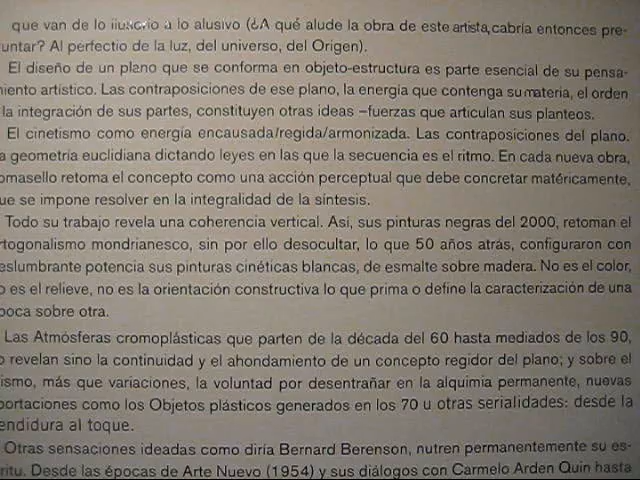 que van de lo ilusorio a lo alusivo (¿A qué alude la obra de este artista, cabría entonces pre-
untar? Al perfectio de la luz, del universo, del Origen).
El diseño de un plano que se conforma en objeto-estructura es parte esencial de su pensa-
miento artístico. Las contraposiciones de ese plano, la energía que contenga su materia, el orden
la integración de sus partes, constituyen otras ideas –fuerzas que articulan sus planteos.
El cinetismo como energía encausada/regida/armonizada. Las contraposiciones del plano.
a geometría euclidiana dictando leyes en las que la secuencia es el ritmo. En cada nueva obra,
omasello retoma el concepto como una acción perceptual que debe concretar matéricamente,
ue se impone resolver en la integralidad de la síntesis.
Todo su trabajo revela una coherencia vertical. Así, sus pinturas negras del 2000, retoman el
rtogonalismo mondrianesco, sin por ello desocultar, lo que 50 años atrás, configuraron con
eslumbrante potencia sus pinturas cinéticas blancas, de esmalte sobre madera. No es el color,
o es el relieve, no es la orientación constructiva lo que prima o define la caracterización de una
poca sobre otra.
Las Atmósferas cromoplásticas que parten de la década del 60 hasta mediados de los 90,
o revelan sino la continuidad y el ahondamiento de un concepto regidor del plano; y sobre el
ismo, más que variaciones, la voluntad por desentrañar en la alquimia permanente, nuevas
portaciones como los Objetos plásticos generados en los 70 u otras serialidades: desde la
endidura al toque.
Otras sensaciones ideadas como diría Bernard Berenson, nutren permanentemente su es-
ritu. Desde las épocas de Arte Nuevo (1954) y sus diálogos con Carmelo Arden Quin hasta